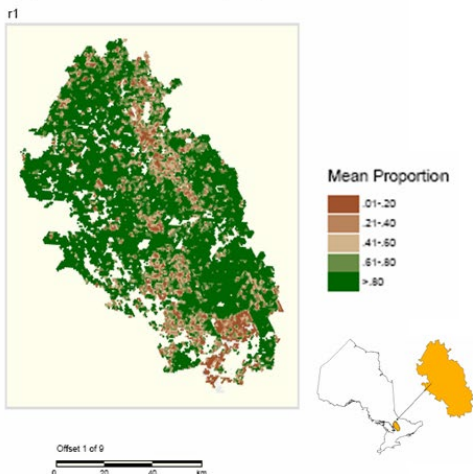 r1
Mean Proportion
.01-.20
.21-.40
.41-.60
.61-.80
>.80
Offset 1 of 9
0 20 40 km